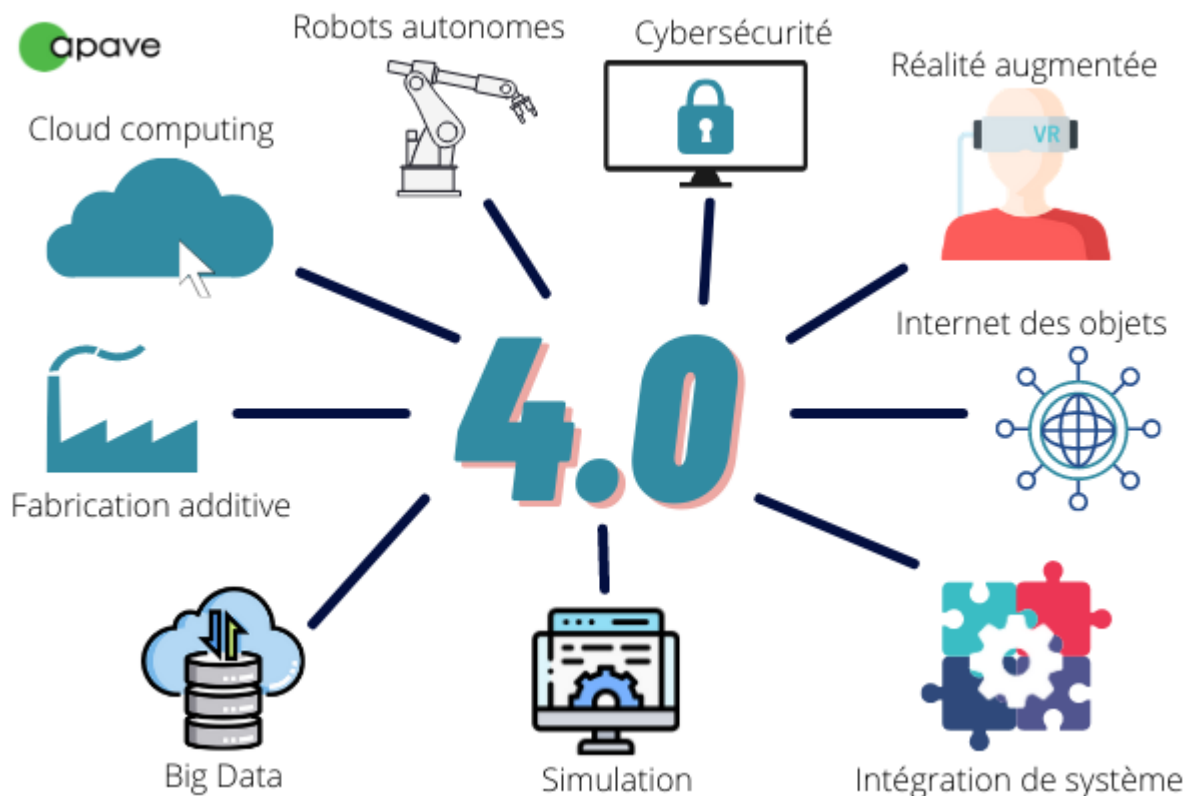 apave
Robots autonomes
Cybersécurité
Réalité augmentée
Cloud computing
VR
Internet des objets
4.0
Fabrication additive
Big Data
Simulation
Intégration de système